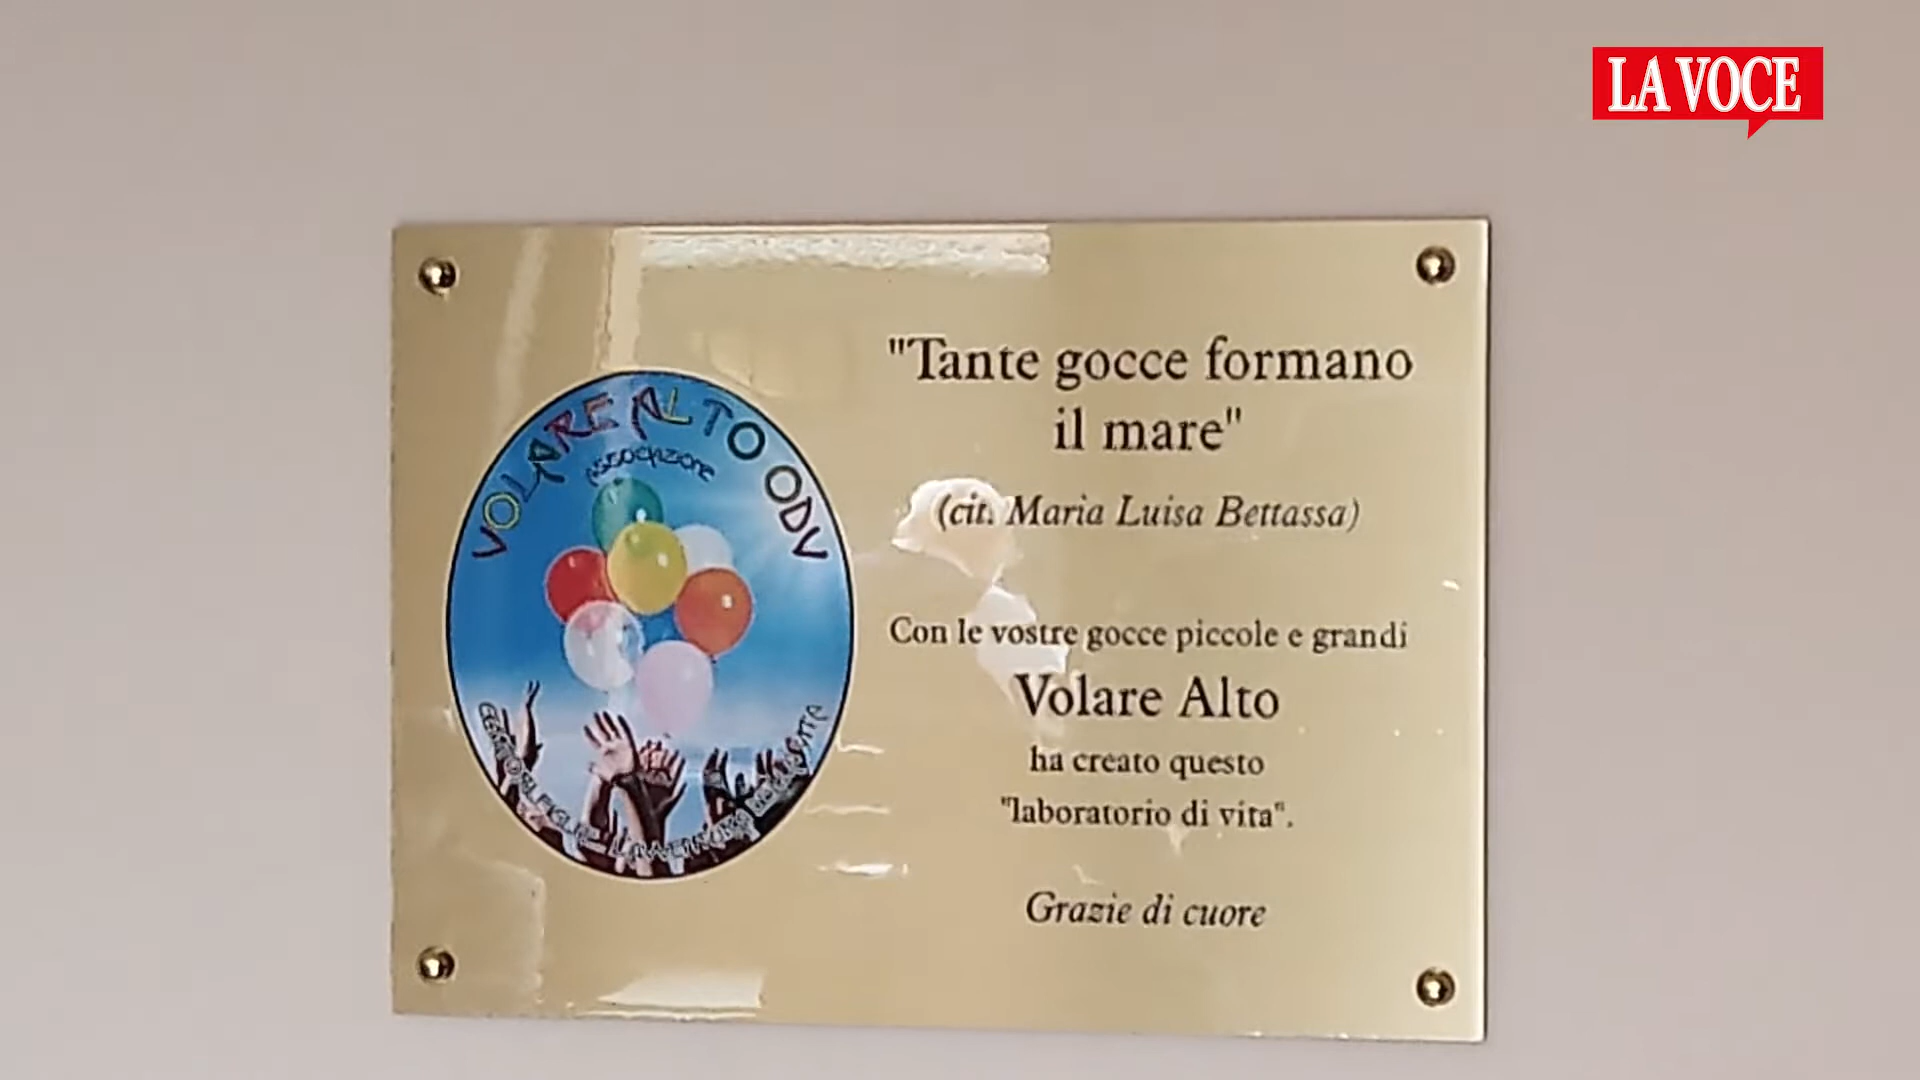 LA VOCE
"Tante gocce formano
il mare"
(cit. Maria Luisa Bettassa)
Con le vostre gocce piccole e grandi
Volare Alto
ha creato questo
"laboratorio di vita".
Grazie di cuore
VOLARE ALTO ODV
ASSOCIAZIONE